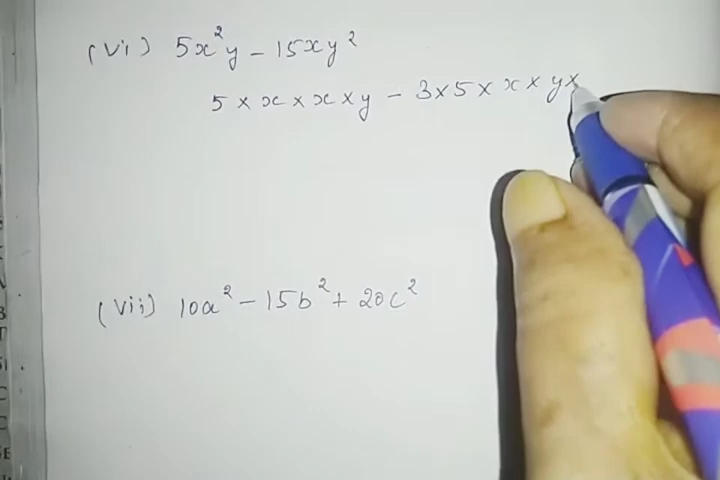 (vi) 5x²y - 15xy²
5 × x × x × y - 3 × 5 × x × y ×
(vii) 10a² - 15b² + 20c²